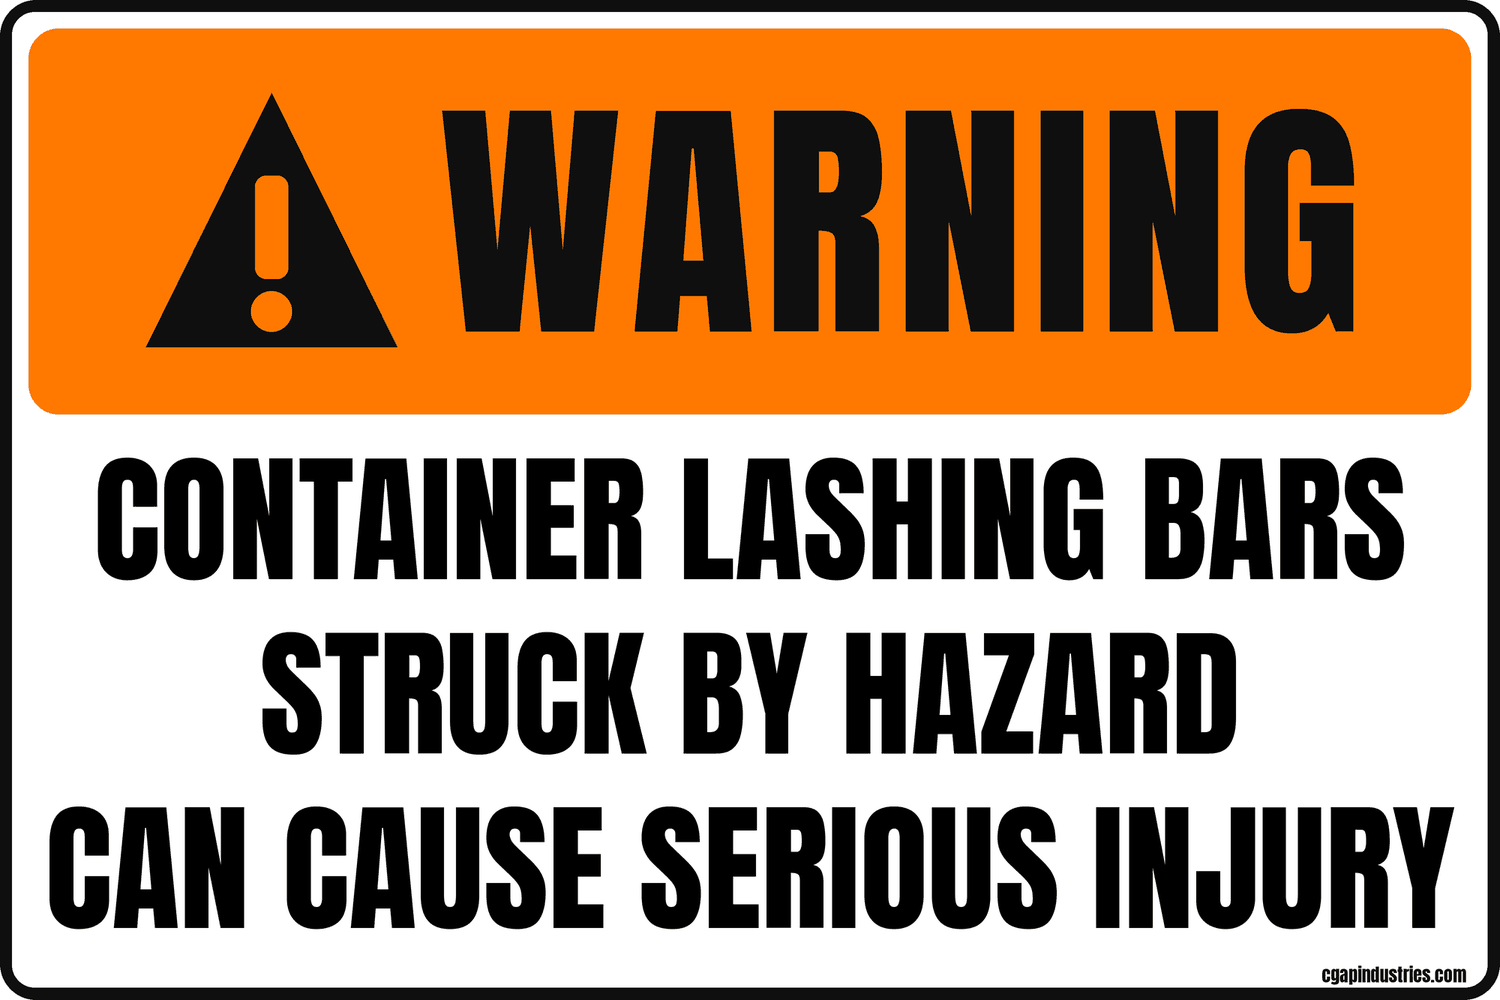 WARNING
CONTAINER LASHING BARS
STRUCK BY HAZARD
CAN CAUSE SERIOUS INJURY
cgapindustries.com